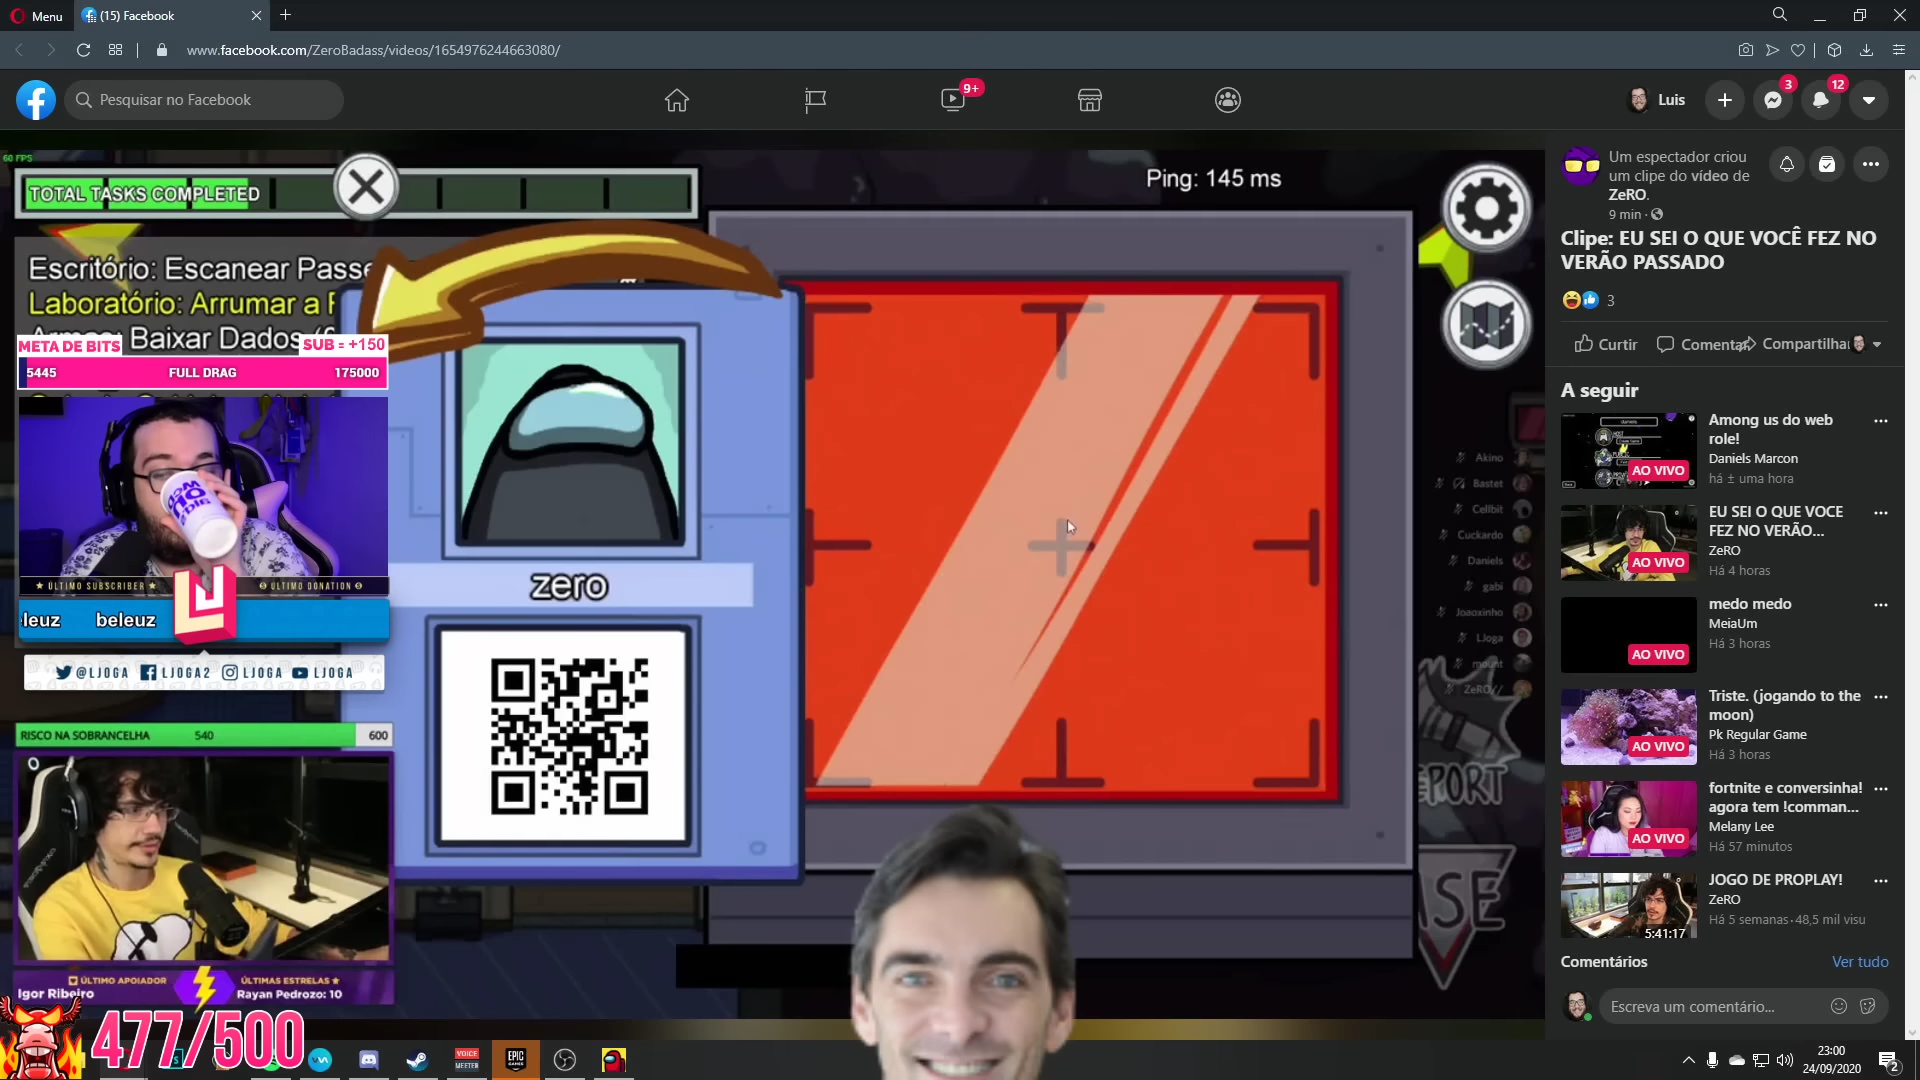 Menu
(15) Facebook
www.facebook.com/ZeroBadass/videos/1654976244663080/
Pesquisar no Facebook
9+
Luis
3
12
60 FPS
TOTAL TASKS COMPLETED
Ping: 145 ms
Escritório: Escanear Passe
Laboratório: Arrumar a
Baixar Dados
META DE BITS
SUB = +150
5445
FULL DRAG
175000
★ ÚLTIMO SUBSCRIBER ★
ÚLTIMO DONATION
leuz
beleuz
@LJOGA
LJOGA2
LJOGA
LJOGA
RISCO NA SOBRANCELHA
540
600
ÚLTIMO APOIADOR
Igor Ribeiro
ÚLTIMAS ESTRELAS ★
Rayan Pedrozo: 10
477/500
zero
Akino
Bastet
Cellbit
Cuckardo
Daniels
gabi
Joaoxinho
LJoga
mount
ZeRO//
Um espectador criou
um clipe do vídeo de
ZeRO.
9 min ·
Clipe: EU SEI O QUE VOCÊ FEZ NO
VERÃO PASSADO
3
Curtir
Comentar
Compartilhar
A seguir
AO VIVO
Among us do web
role!
Daniels Marcon
há ± uma hora
AO VIVO
EU SEI O QUE VOCE
FEZ NO VERÃO...
ZeRO
Há 4 horas
AO VIVO
medo medo
MeiaUm
Há 3 horas
AO VIVO
Triste. (jogando to the
moon)
Pk Regular Game
Há 3 horas
AO VIVO
fortnite e conversinha!
agora tem !comman...
Melany Lee
Há 57 minutos
5:41:17
JOGO DE PROPLAY!
ZeRO
Há 5 semanas · 48,5 mil visu
Comentários
Ver tudo
Escreva um comentário...
VOICE
MEETER
EPIC
GAMES
23:00
24/09/2020
2